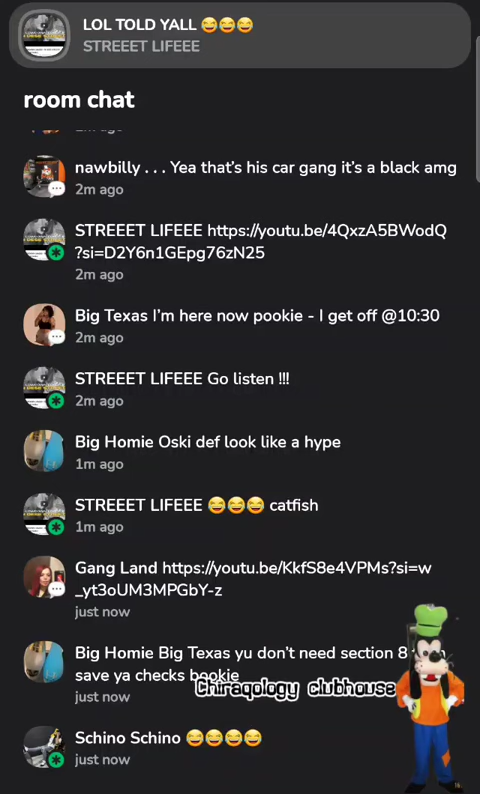 LOL TOLD YALL 😂😂😂
STREEET LIFEEE
room chat
2m ago
nawbilly . . . Yea that's his car gang it's a black amg
2m ago
STREEET LIFEEE https://youtu.be/4QxzA5BWodQ
?si=D2Y6n1GEpg76zN25
2m ago
Big Texas I'm here now pookie - I get off @10:30
2m ago
STREEET LIFEEE Go listen !!!
2m ago
Big Homie Oski def look like a hype
1m ago
STREEET LIFEEE 😂😂😂 catfish
1m ago
Gang Land https://youtu.be/KkfS8e4VPMs?si=w
_yt3oUM3MPGbY-z
just now
Big Homie Big Texas yu don't need section 8
save ya checks bookie
Chiraqology clubhouse
just now
Schino Schino 😂😂😂😂
just now